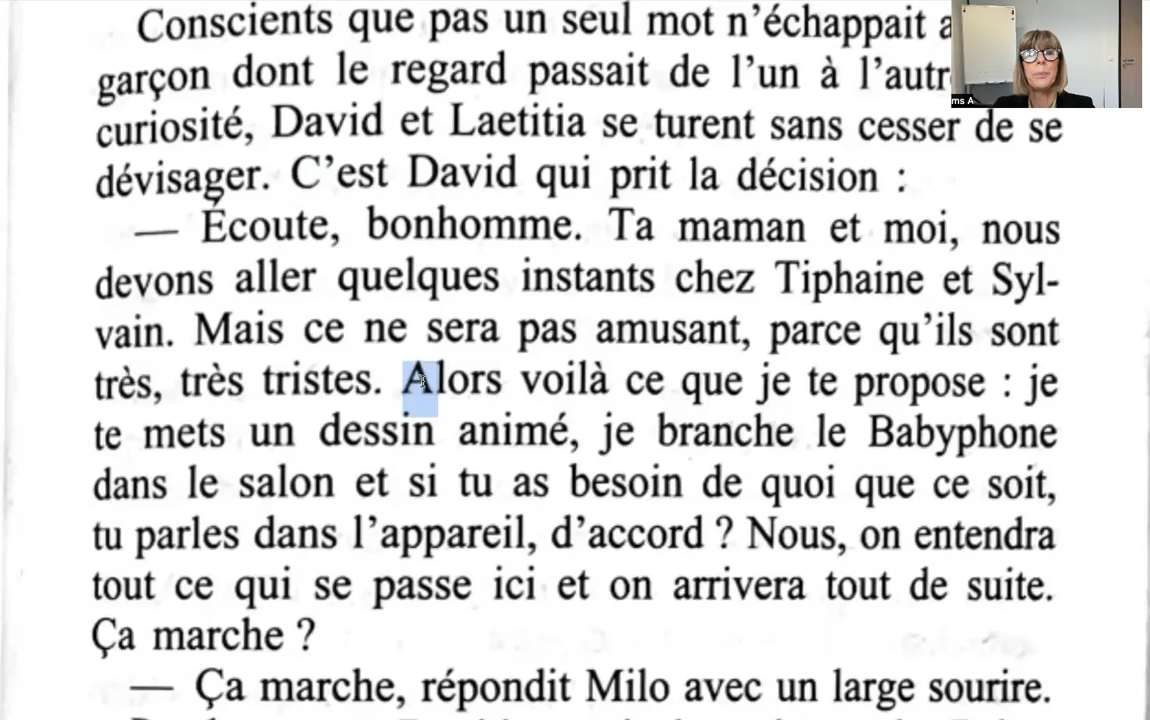 Conscients que pas un seul mot n’échappait
garçon dont le regard passait de l’un à
curiosité, David et Laetitia se turent sans cesser de se
dévisager. C’est David qui prit la décision :
— Écoute, bonhomme. Ta maman et moi, nous
devons aller quelques instants chez Tiphaine et Syl-
vain. Mais ce ne sera pas amusant, parce qu’ils sont
très, très tristes. Alors voilà ce que je te propose : je
te mets un dessin animé, je branche le Babyphone
dans le salon et si tu as besoin de quoi que ce soit,
tu parles dans l’appareil, d’accord ? Nous, on entendra
tout ce qui se passe ici et on arrivera tout de suite.
Ça marche ?
— Ça marche, répondit Milo avec un large sourire.
ms A